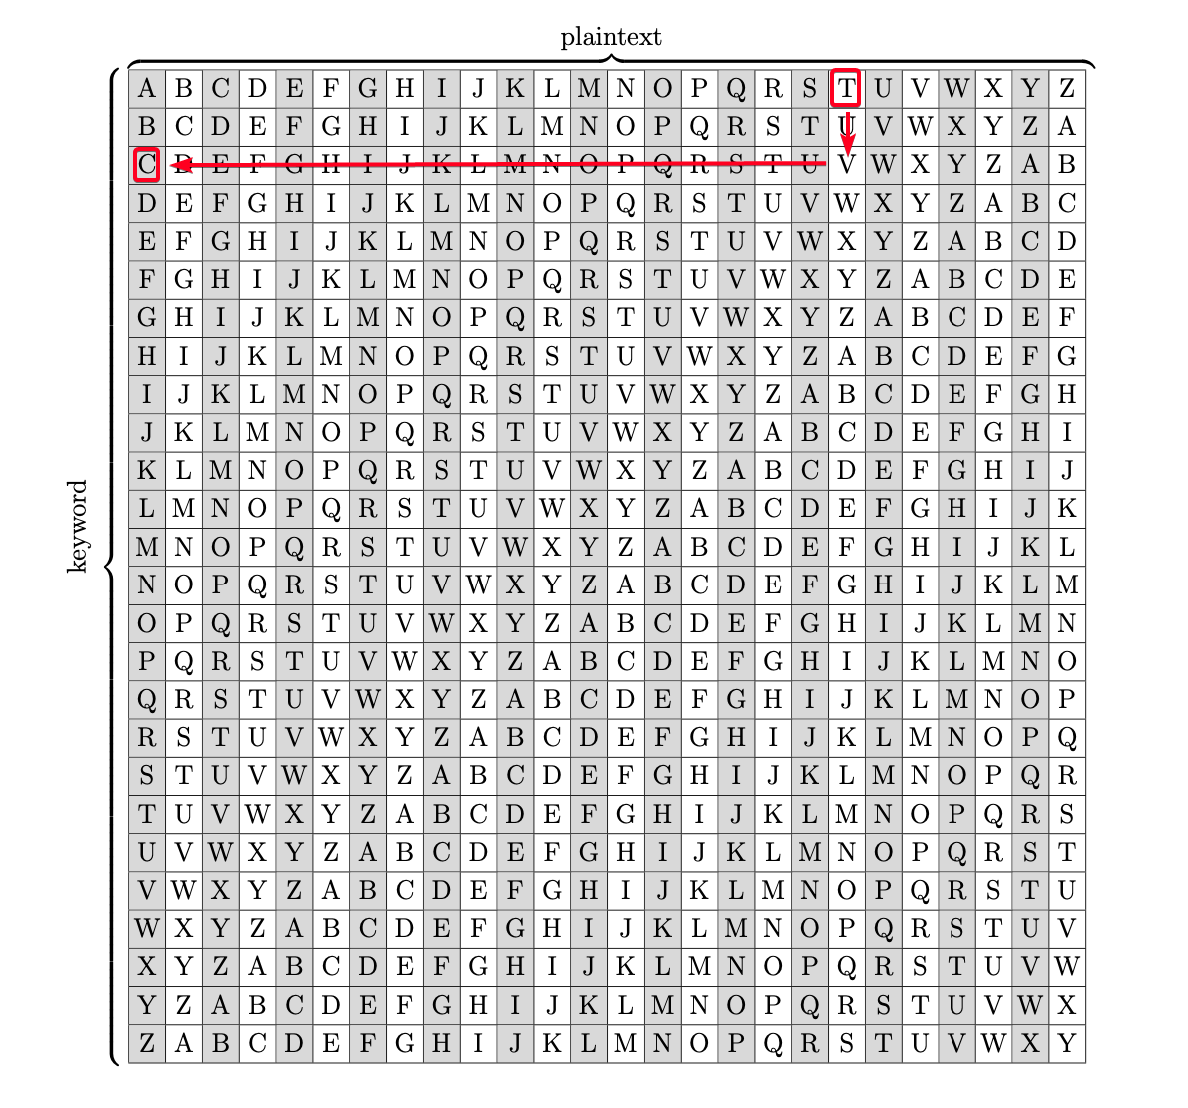 plaintext
A B C D E F G H I J K L M N O P Q R S T U V W X Y Z
B C D E F G H I J K L M N O P Q R S T U V W X Y Z A
C D E F G H I J K L M N O P Q R S T U V W X Y Z A B
D E F G H I J K L M N O P Q R S T U V W X Y Z A B C
E F G H I J K L M N O P Q R S T U V W X Y Z A B C D
F G H I J K L M N O P Q R S T U V W X Y Z A B C D E
G H I J K L M N O P Q R S T U V W X Y Z A B C D E F
H I J K L M N O P Q R S T U V W X Y Z A B C D E F G
I J K L M N O P Q R S T U V W X Y Z A B C D E F G H
J K L M N O P Q R S T U V W X Y Z A B C D E F G H I
K L M N O P Q R S T U V W X Y Z A B C D E F G H I J
L M N O P Q R S T U V W X Y Z A B C D E F G H I J K
M N O P Q R S T U V W X Y Z A B C D E F G H I J K L
N O P Q R S T U V W X Y Z A B C D E F G H I J K L M
O P Q R S T U V W X Y Z A B C D E F G H I J K L M N
P Q R S T U V W X Y Z A B C D E F G H I J K L M N O
Q R S T U V W X Y Z A B C D E F G H I J K L M N O P
R S T U V W X Y Z A B C D E F G H I J K L M N O P Q
S T U V W X Y Z A B C D E F G H I J K L M N O P Q R
T U V W X Y Z A B C D E F G H I J K L M N O P Q R S
U V W X Y Z A B C D E F G H I J K L M N O P Q R S T
V W X Y Z A B C D E F G H I J K L M N O P Q R S T U
W X Y Z A B C D E F G H I J K L M N O P Q R S T U V
X Y Z A B C D E F G H I J K L M N O P Q R S T U V W
Y Z A B C D E F G H I J K L M N O P Q R S T U V W X
Z A B C D E F G H I J K L M N O P Q R S T U V W X Y
keyword